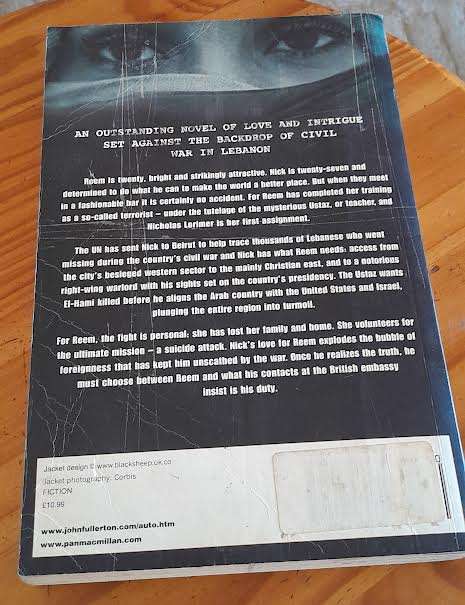 AN OUTSTANDING NOVEL OF LOVE AND INTRIGUE
SET AGAINST THE BACKDROP OF CIVIL
WAR IN LEBANON
Reem is twenty, bright and strikingly attractive. Nick is twenty-seven and
determined to do what he can to make the world a better place. But when they meet
in a fashionable bar it is certainly no accident. For Reem has completed her training
as a so-called terrorist – under the tutelage of the mysterious Ustaz, or teacher, and
Nicholas Lorimer is her first assignment.
The UN has sent Nick to Beirut to help trace thousands of Lebanese who went
missing during the country's civil war and Nick has what Reem needs: access from
the city's besieged western sector to the mainly Christian east, and to a notorious
right-wing warlord with his sights set on the country's presidency. The Ustaz wants
El-Hami killed before he aligns the Arab country with the United States and Israel,
plunging the entire region into turmoil.
For Reem, the fight is personal: she has lost her family and home. She volunteers for
the ultimate mission – a suicide attack. Nick's love for Reem explodes the bubble of
foreignness that has kept him unscathed by the war. Once he realizes the truth, he
must choose between Reem and what his contacts at the British embassy
insist is his duty.
Jacket design © www.blacksheep.uk.co
Jacket photography: Corbis
FICTION
£10.99
www.johnfullerton.com/auto.htm
www.panmacmillan.com